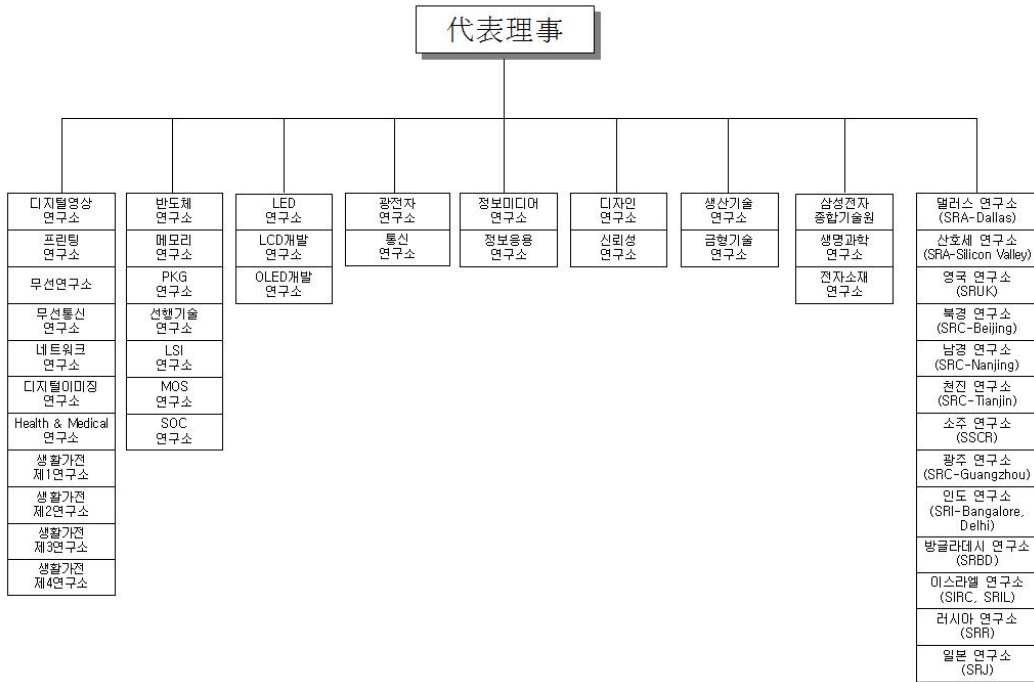 代表理事
디지털영상
연구소
프린팅
연구소
무선연구소
무선통신
연구소
네트워크
연구소
디지털이미징
연구소
Health & Medical
연구소
생활가전
제1연구소
생활가전
제2연구소
생활가전
제3연구소
생활가전
제4연구소
반도체
연구소
메모리
연구소
PKG
연구소
선행기술
연구소
LSI
연구소
MOS
연구소
SOC
연구소
LED
연구소
LCD개발
연구소
OLED개발
연구소
광전자
연구소
통신
연구소
정보미디어
연구소
정보응용
연구소
디자인
연구소
신뢰성
연구소
생산기술
연구소
금형기술
연구소
삼성전자
종합기술원
생명과학
연구소
전자소재
연구소
댈러스 연구소
(SRA-Dallas)
산호세 연구소
(SRA-Silicon Valley)
영국 연구소
(SRUK)
북경 연구소
(SRC-Beijing)
남경 연구소
(SRC-Nanjing)
천진 연구소
(SRC-Tianjin)
소주 연구소
(SSCR)
광주 연구소
(SRC-Guangzhou)
인도 연구소
(SRI-Bangalore,
Delhi)
방글라데시 연구소
(SRBD)
이스라엘 연구소
(SIRC, SRIL)
러시아 연구소
(SRR)
일본 연구소
(SRJ)